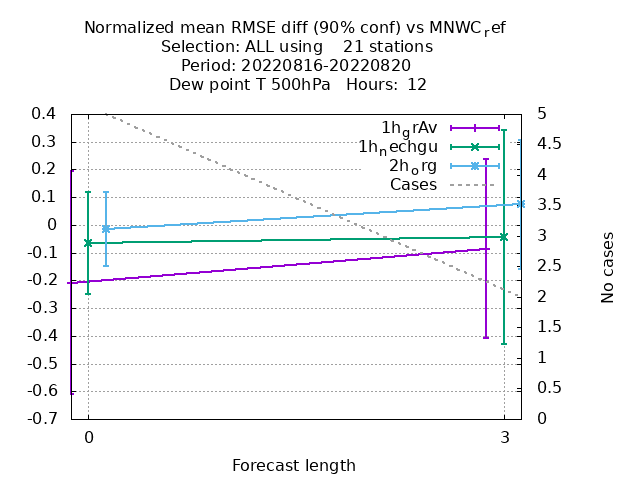 Normalized mean RMSE diff (90% conf) vs MNWC_ref
Selection: ALL using    21 stations
Period: 20220816-20220820
Dew point T 500hPa   Hours:  12
0.4
0.3
0.2
0.1
0
-0.1
-0.2
-0.3
-0.4
-0.5
-0.6
-0.7
5
4.5
4
3.5
3
2.5
2
1.5
1
0.5
0
1h_grAv
1h_nechgu
2h_org
Cases
No cases
0
3
Forecast length